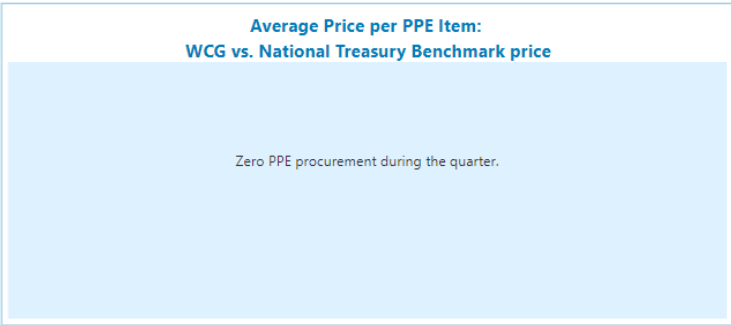 Average Price per PPE Item:
WCG vs. National Treasury Benchmark price
Zero PPE procurement during the quarter.